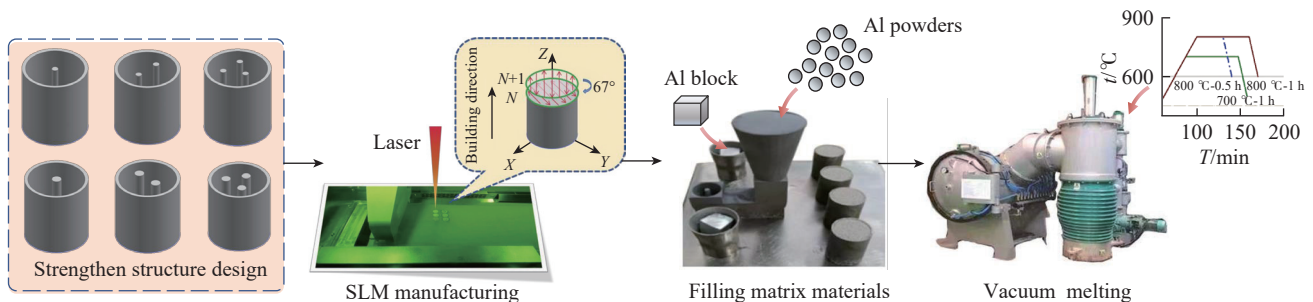 Strengthen structure design
Laser
Building direction
Z
N+1
N
67°
X
Y
SLM manufacturing
Al powders
Al block
Filling matrix materials
Vacuum melting
t/℃
900
600
800 ℃-0.5 h
800 ℃-1 h
700 ℃-1 h
100
150
200
T/min